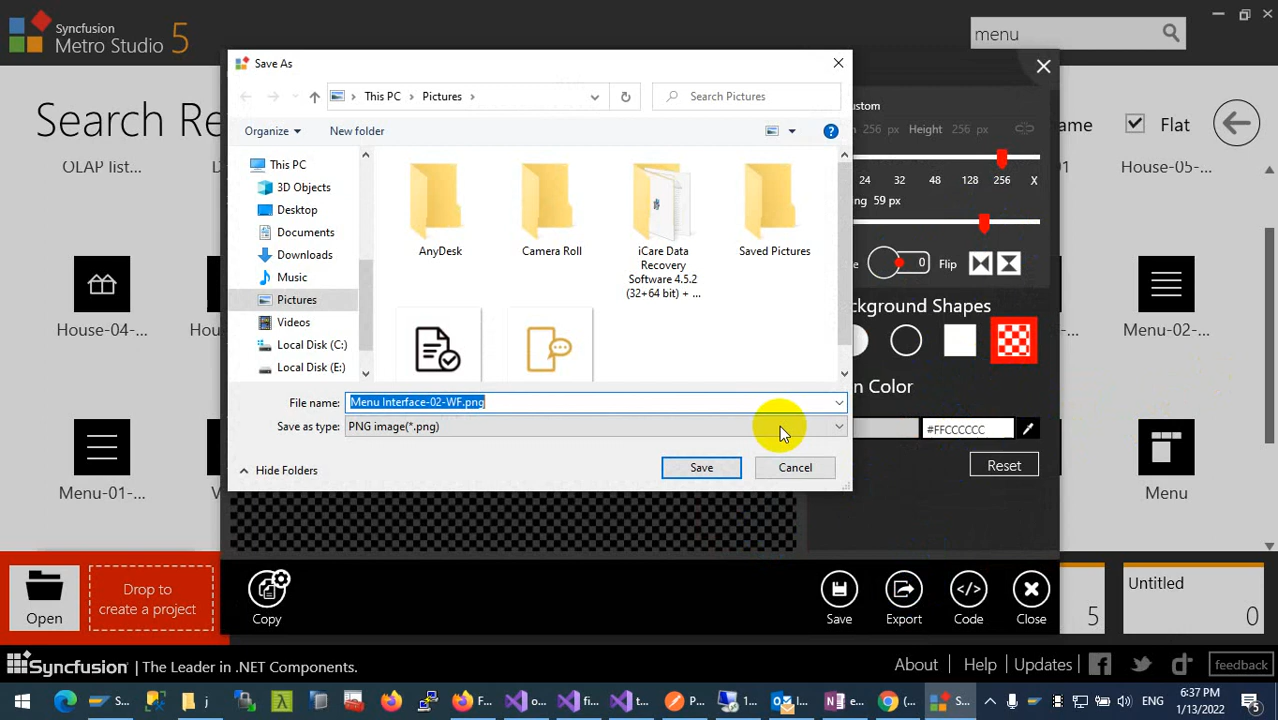 Syncfusion
Metro Studio 5
menu
Save As
This PC > Pictures >
Search Pictures
Organize
New folder
This PC
3D Objects
Desktop
Documents
Downloads
Music
Pictures
Videos
Local Disk (C:)
Local Disk (E:)
AnyDesk
Camera Roll
iCare Data
Recovery
Software 4.5.2
(32+64 bit) + ...
Saved Pictures
File name: Menu Interface-02-WF.png
Save as type: PNG image(*.png)
Hide Folders
Save
Cancel
Search Re
ame
Flat
OLAP list...
House-05-...
House-04-...
Menu-02-...
Menu-01-...
Menu
ustom
256 px Height 256 px
24 32 48 128 256 X
ng 59 px
0 Flip
kground Shapes
n Color
#FFCCCCCC
Reset
Open
Drop to
create a project
Copy
Save
Export
Code
Close
5
Untitled
0
Syncfusion | The Leader in .NET Components.
About
Help
Updates
feedback
S...
j
F...
o...
fi...
t...
P...
1...
I...
e...
(...
S...
ENG
6:37 PM
1/13/2022